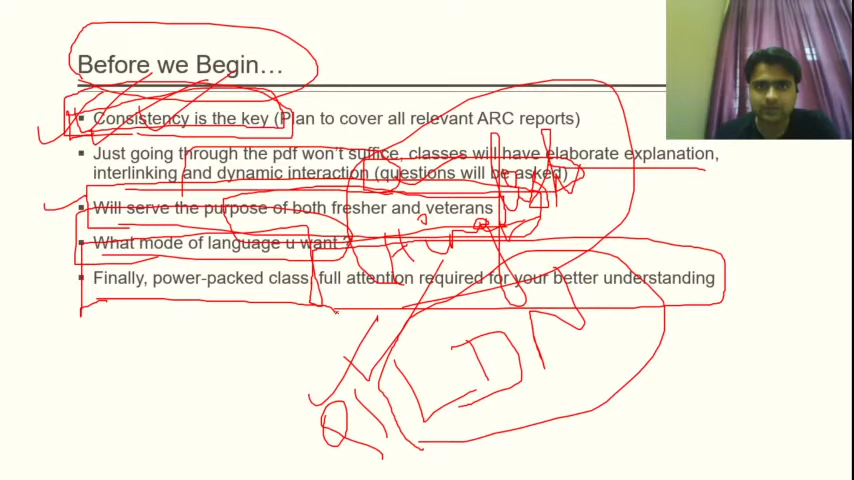 Before we Begin…
▪ Consistency is the key (Plan to cover all relevant ARC reports)
▪ Just going through the pdf won't suffice, classes will have elaborate explanation,
interlinking and dynamic interaction (questions will be asked)
▪ Will serve the purpose of both fresher and veterans
▪ What mode of language u want ?
▪ Finally, power-packed class, full attention required for your better understanding